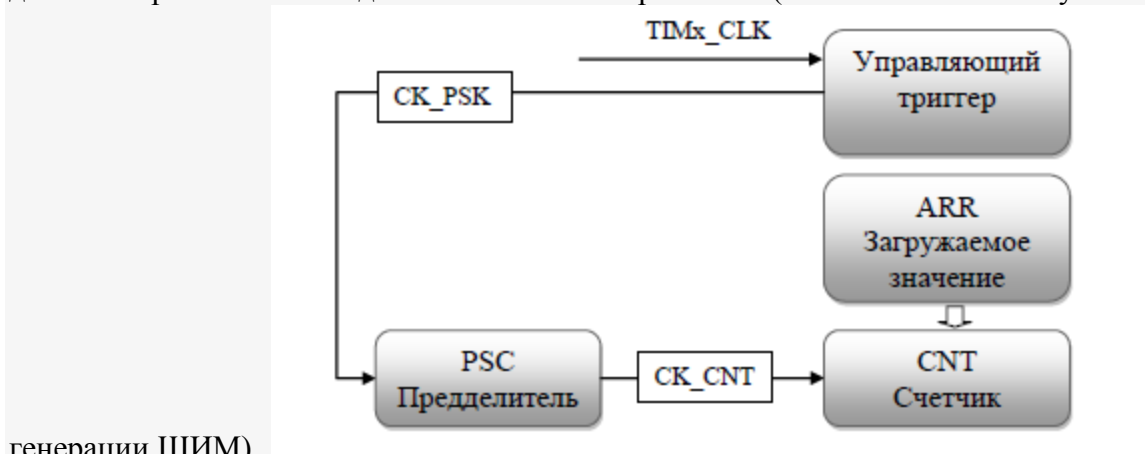 TIMx_CLK
Управляющий
триггер
CK_PSK
ARR
Загружаемое
значение
PSC
Предделитель
CK_CNT
CNT
Счетчик
генерации ШИМ)